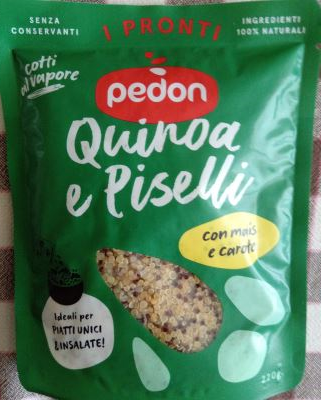 SENZA
CONSERVANTI
I PRONTI
INGREDIENTI
100% NATURALI
cotti
al vapore
pedon
Quinoa
e Piselli
con mais
e carote
Ideali per
PIATTI UNICI
& INSALATE!
220g e